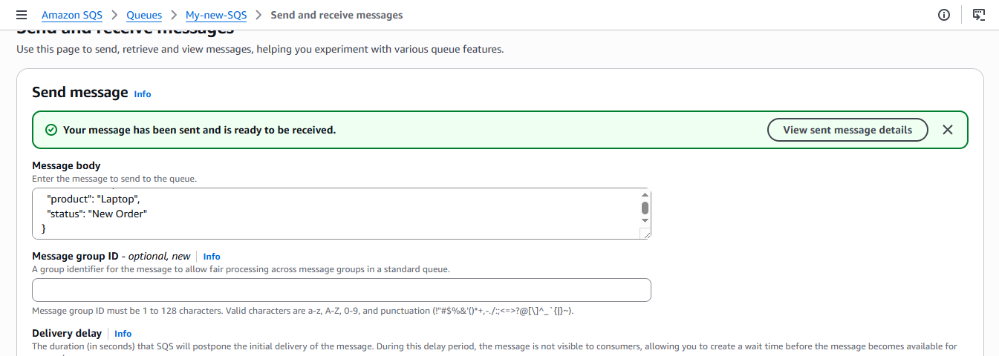 Amazon SQS > Queues > My-new-SQS > Send and receive messages
Send and receive messages
Use this page to send, retrieve and view messages, helping you experiment with various queue features.
Send message Info
Your message has been sent and is ready to be received. View sent message details
Message body
Enter the message to send to the queue.
"product": "Laptop",
"status": "New Order"
}
Message group ID - optional, new Info
A group identifier for the message to allow fair processing across message groups in a standard queue.
Message group ID must be 1 to 128 characters. Valid characters are a-z, A-Z, 0-9, and punctuation (!"#$%&'()*+,-./:;<=>?@[\]^_`{|}~).
Delivery delay Info
The duration (in seconds) that SQS will postpone the initial delivery of the message. During this delay period, the message is not visible to consumers, allowing you to create a wait time before the message becomes available for